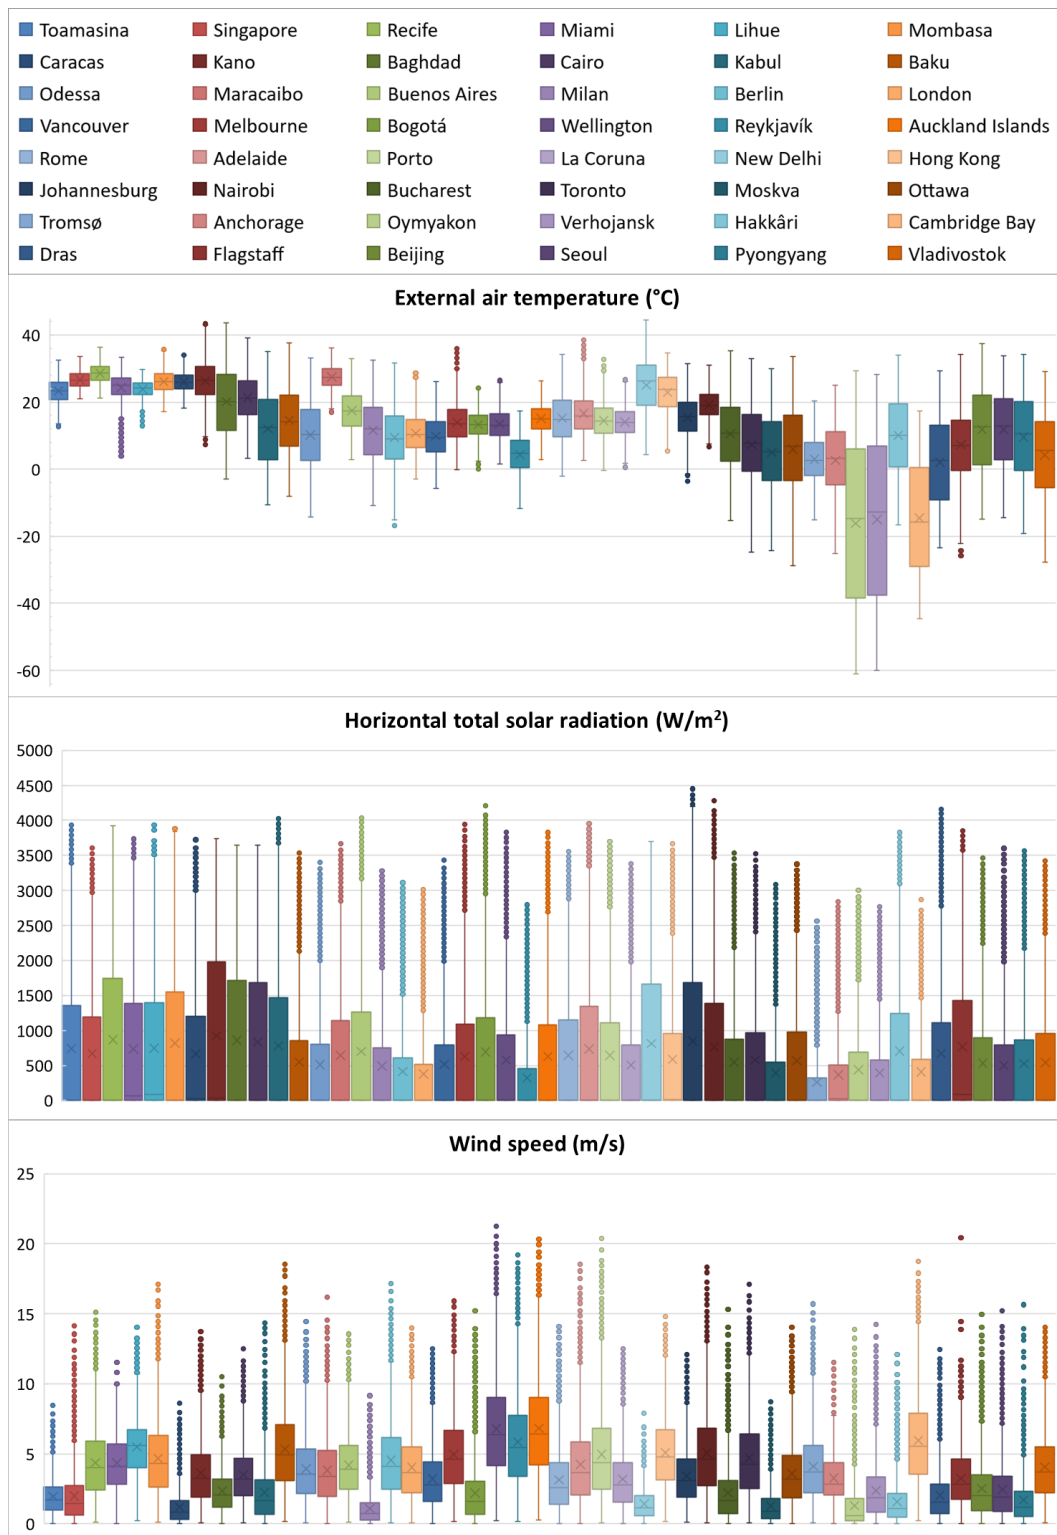 Toamasina Singapore Recife Miami Lihue Mombasa
Caracas Kano Baghdad Cairo Kabul Baku
Odessa Maracaibo Buenos Aires Milan Berlin London
Vancouver Melbourne Bogotá Wellington Reykjavík Auckland Islands
Rome Adelaide Porto La Coruna New Delhi Hong Kong
Johannesburg Nairobi Bucharest Toronto Moskva Ottawa
Tromsø Anchorage Oymyakon Verhojansk Hakkâri Cambridge Bay
Dras Flagstaff Beijing Seoul Pyongyang Vladivostok
External air temperature (°C)
40
20
0
-20
-40
-60
Horizontal total solar radiation (W/m²)
5000
4500
4000
3500
3000
2500
2000
1500
1000
500
0
Wind speed (m/s)
25
20
15
10
5
0